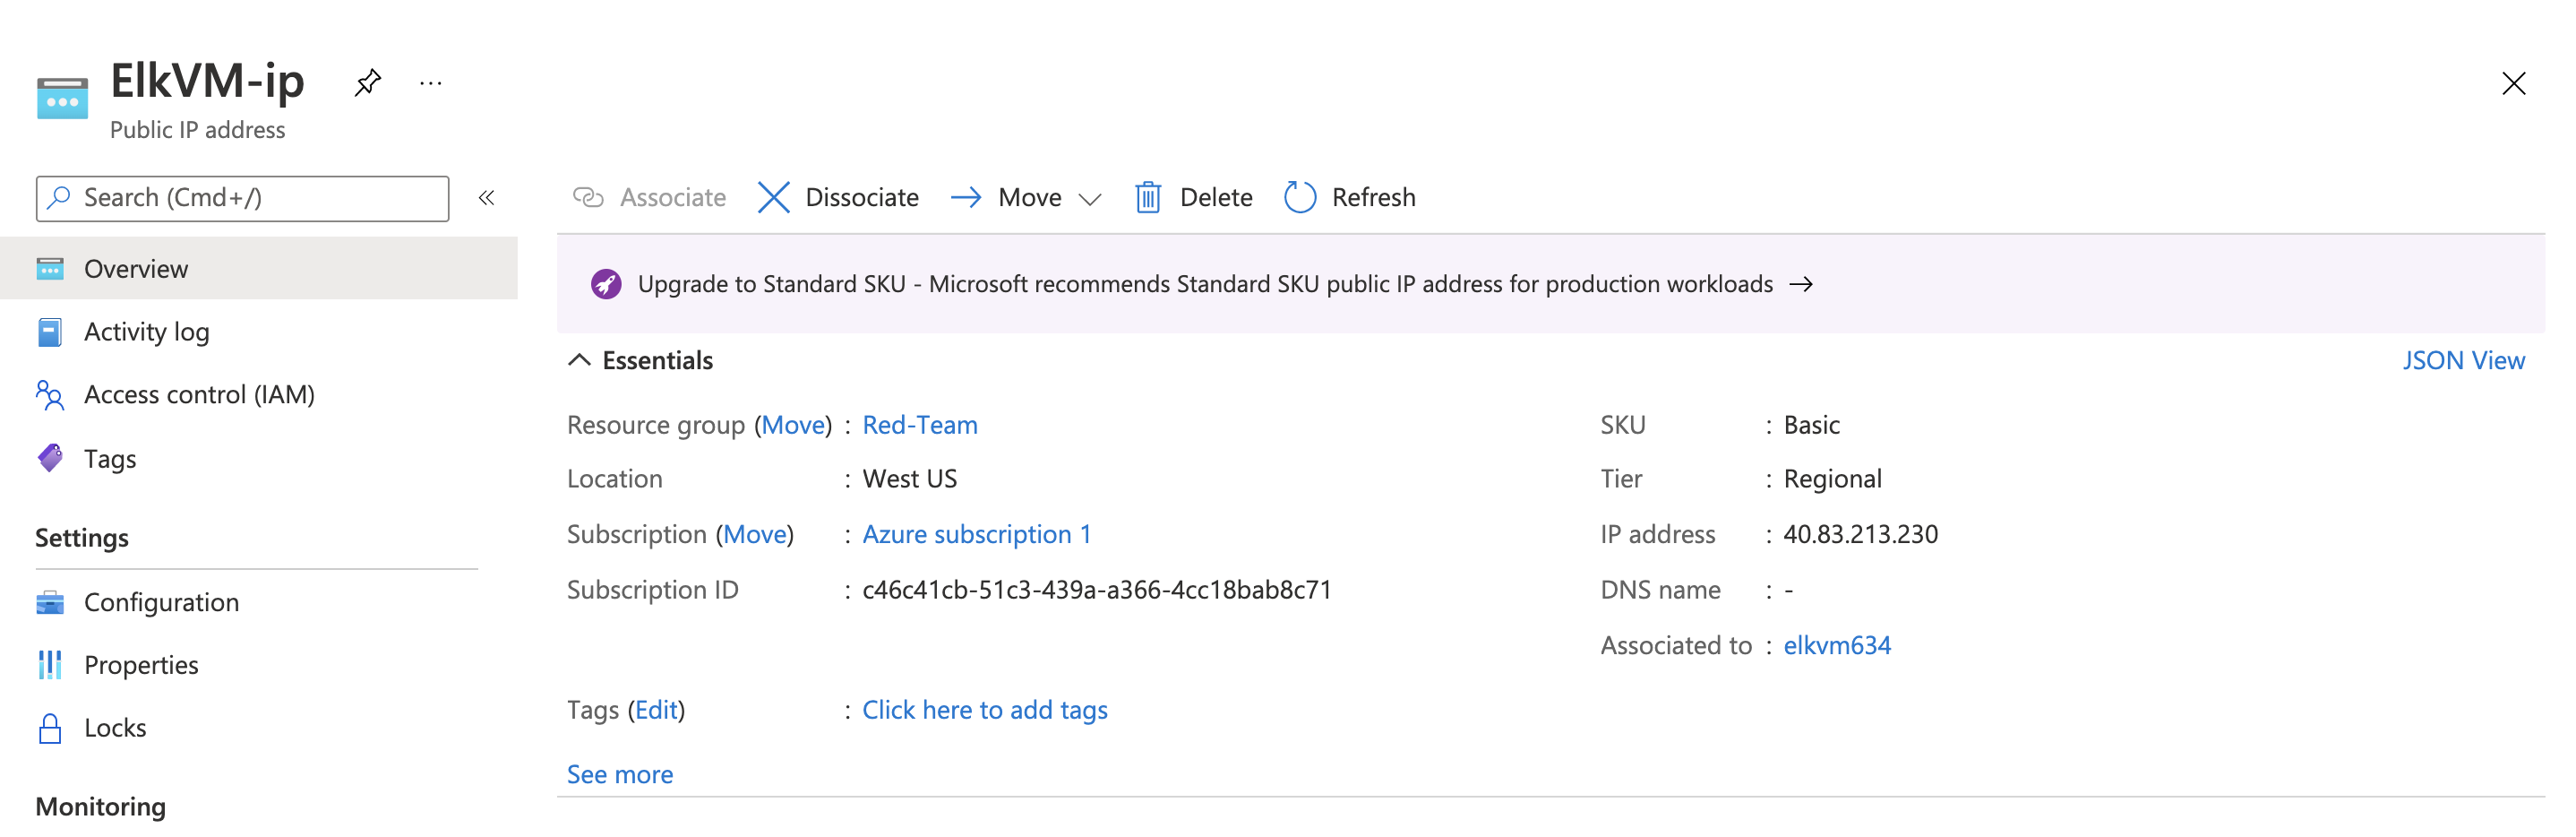 ElkVM-ip
...
Public IP address
Search (Cmd+/)
«
Associate
Dissociate
Move
Delete
Refresh
Overview
Activity log
Access control (IAM)
Tags
Settings
Configuration
Properties
Locks
Monitoring
Upgrade to Standard SKU - Microsoft recommends Standard SKU public IP address for production workloads →
Essentials
JSON View
Resource group (Move) : Red-Team
Location : West US
Subscription (Move) : Azure subscription 1
Subscription ID : c46c41cb-51c3-439a-a366-4cc18bab8c71
SKU : Basic
Tier : Regional
IP address : 40.83.213.230
DNS name : -
Associated to : elkvm634
Tags (Edit) : Click here to add tags
See more